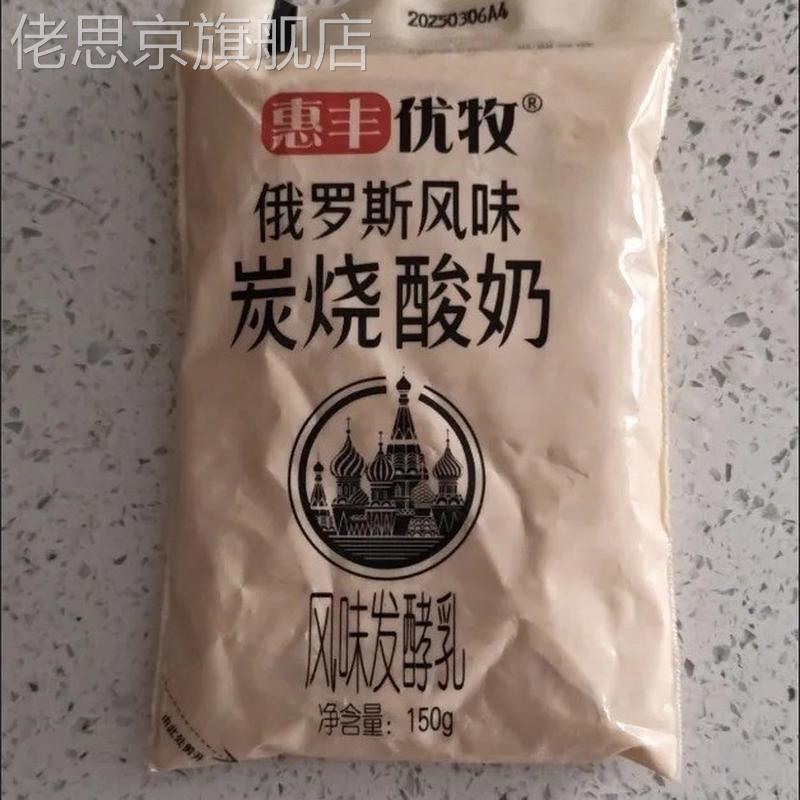 佬思京旗舰店
20250306A4
惠丰优牧®
俄罗斯风味
炭烧酸奶
风味发酵乳
净含量：150g